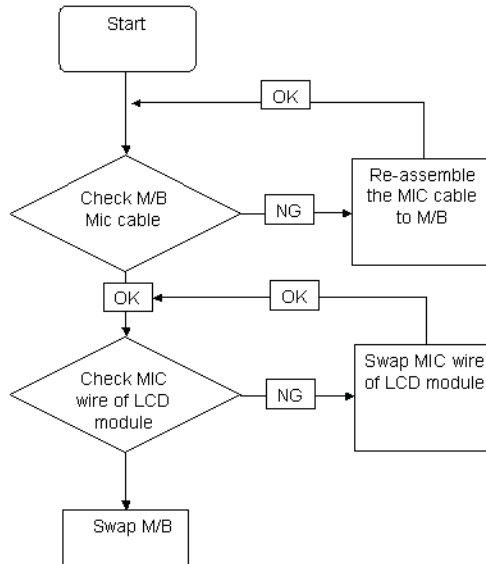 Start
OK
Check M/B
Mic cable
NG
Re-assemble
the MIC cable
to M/B
OK
OK
Check MIC
wire of LCD
module
NG
Swap MIC wire
of LCD module
Swap M/B